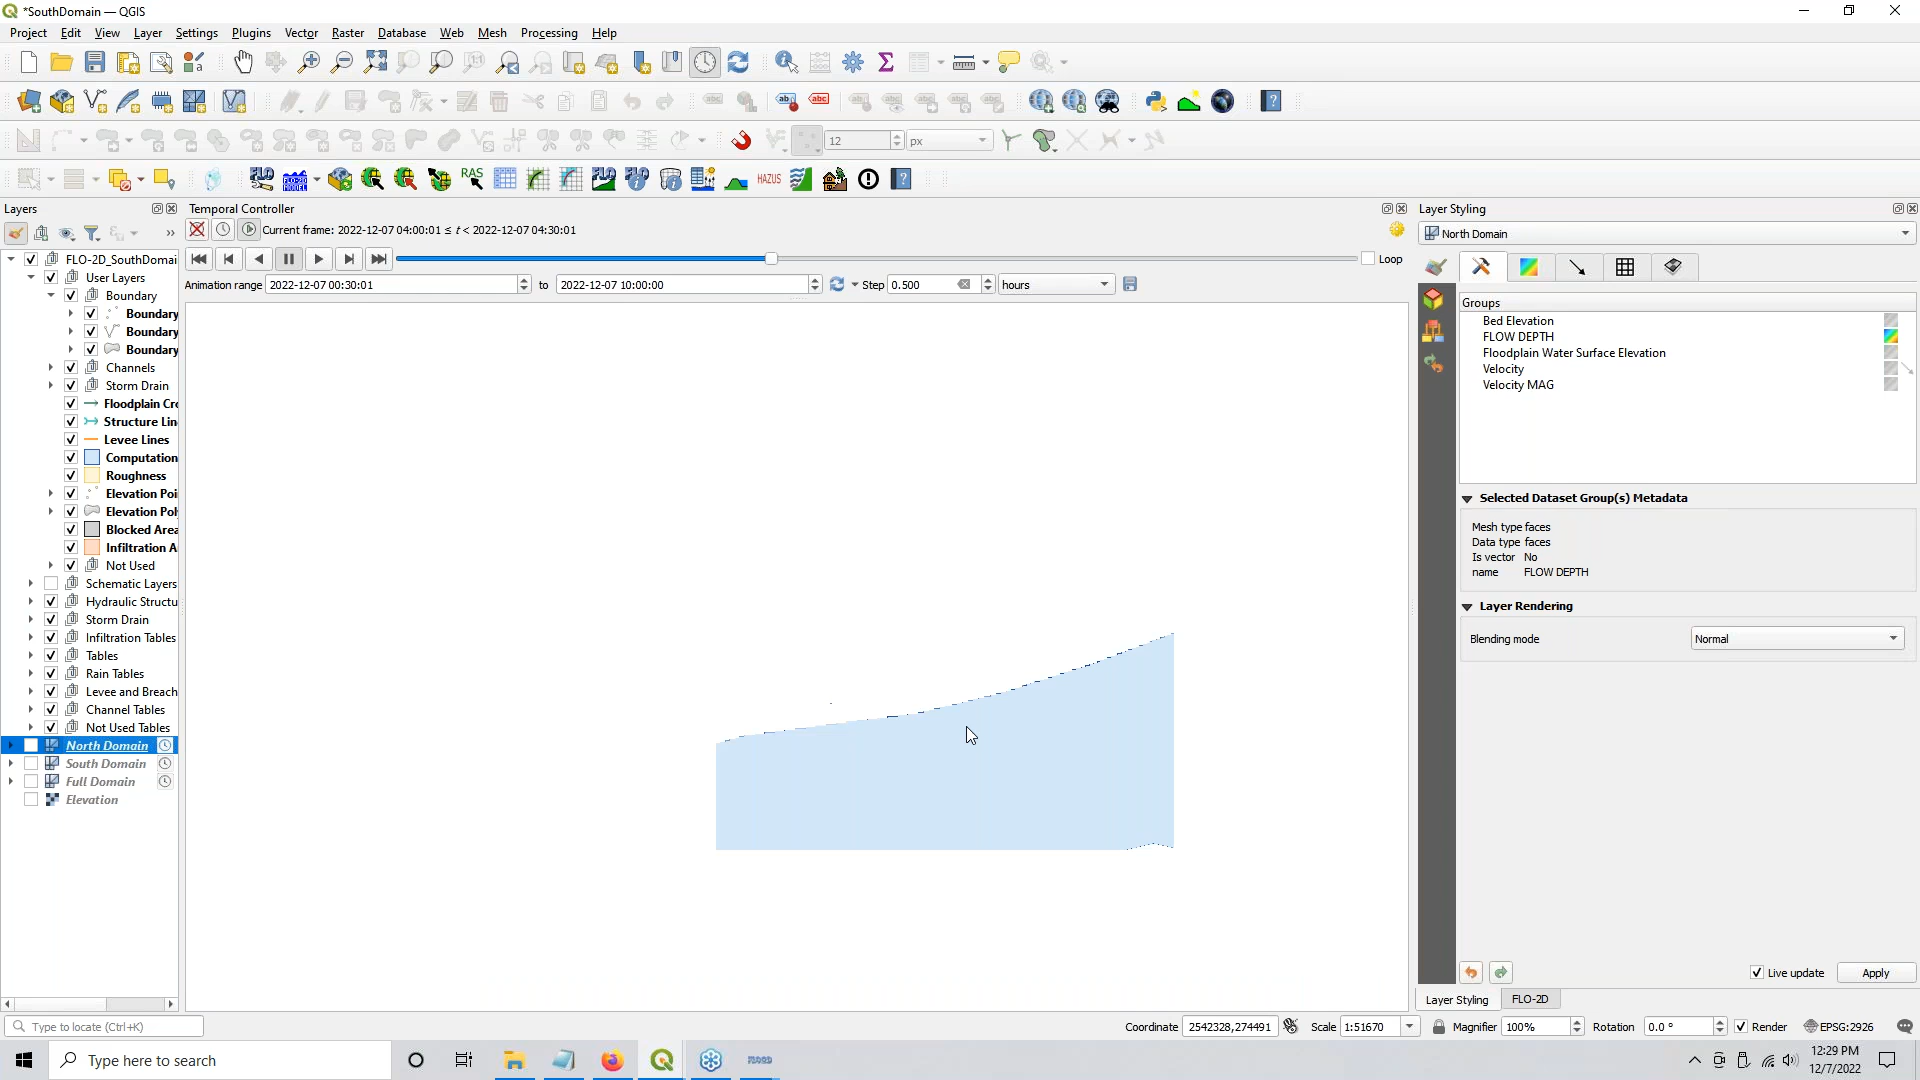 *SouthDomain — QGIS
Project Edit View Layer Settings Plugins Vector Raster Database Web Mesh Processing Help
abc ab abc
12 px
FLO RAS FLO HAZUS
Layers
Temporal Controller
Layer Styling
Current frame: 2022-12-07 04:00:01 ≤ t < 2022-12-07 04:30:01
Loop
Animation range 2022-12-07 00:30:01 to 2022-12-07 10:00:00 Step 0.500 hours
FLO-2D_SouthDomai
User Layers
Boundary
Boundary
Boundary
Boundary
Channels
Storm Drain
Floodplain Cr
Structure Lin
Levee Lines
Computation
Roughness
Elevation Poi
Elevation Pol
Blocked Area
Infiltration A
Not Used
Schematic Layers
Hydraulic Structu
Storm Drain
Infiltration Tables
Tables
Rain Tables
Levee and Breach
Channel Tables
Not Used Tables
North Domain
South Domain
Full Domain
Elevation
North Domain
Groups
Bed Elevation
FLOW DEPTH
Floodplain Water Surface Elevation
Velocity
Velocity MAG
Selected Dataset Group(s) Metadata
Mesh type faces
Data type faces
Is vector No
name FLOW DEPTH
Layer Rendering
Blending mode Normal
Live update Apply
Layer Styling FLO-2D
Type to locate (Ctrl+K)
Coordinate 2542328,274491 Scale 1:51670 Magnifier 100% Rotation 0.0 ° Render EPSG:2926
Type here to search
FLOOD
12:29 PM
12/7/2022